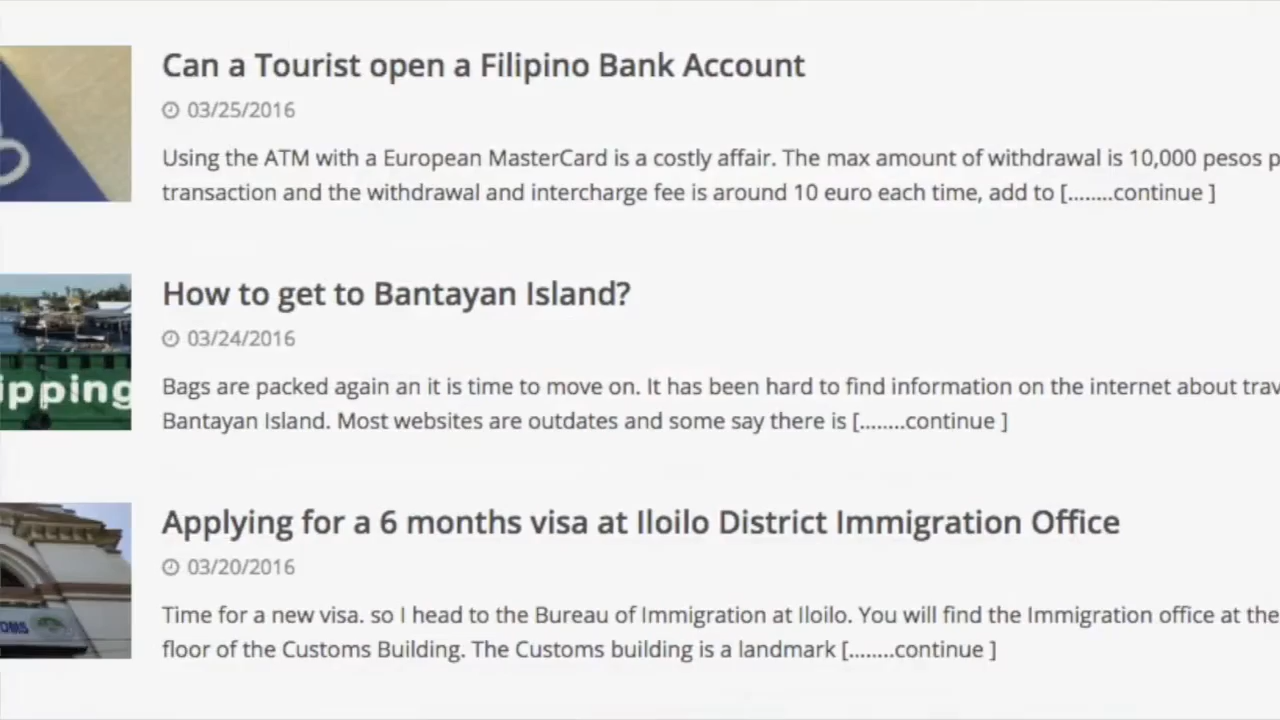 Can a Tourist open a Filipino Bank Account
03/25/2016
Using the ATM with a European MasterCard is a costly affair. The max amount of withdrawal is 10,000 pesos p
transaction and the withdrawal and intercharge fee is around 10 euro each time, add to [........continue ]
How to get to Bantayan Island?
03/24/2016
ipping
Bags are packed again an it is time to move on. It has been hard to find information on the internet about trav
Bantayan Island. Most websites are outdates and some say there is [........continue ]
Applying for a 6 months visa at Iloilo District Immigration Office
03/20/2016
Time for a new visa. so I head to the Bureau of Immigration at Iloilo. You will find the Immigration office at the
OMS
floor of the Customs Building. The Customs building is a landmark [........continue ]